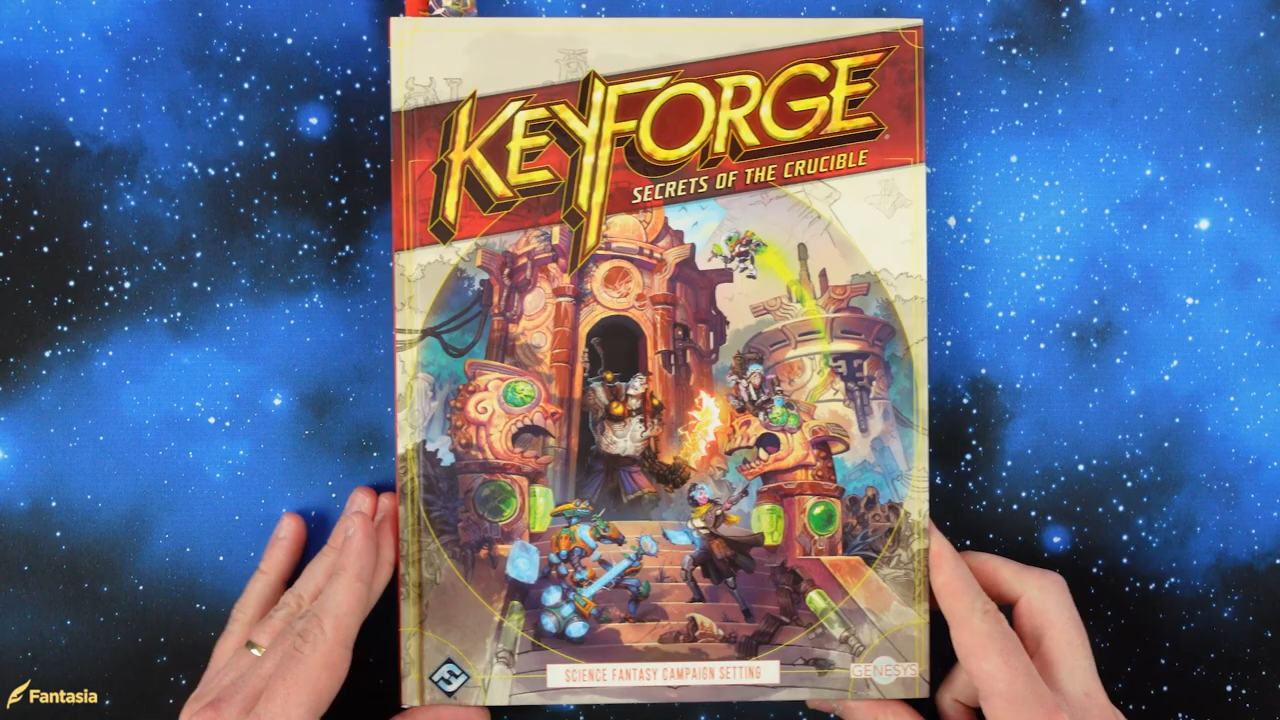 KEYFORGE
SECRETS OF THE CRUCIBLE
SCIENCE FANTASY CAMPAIGN SETTING
GENESYS
Fantasia